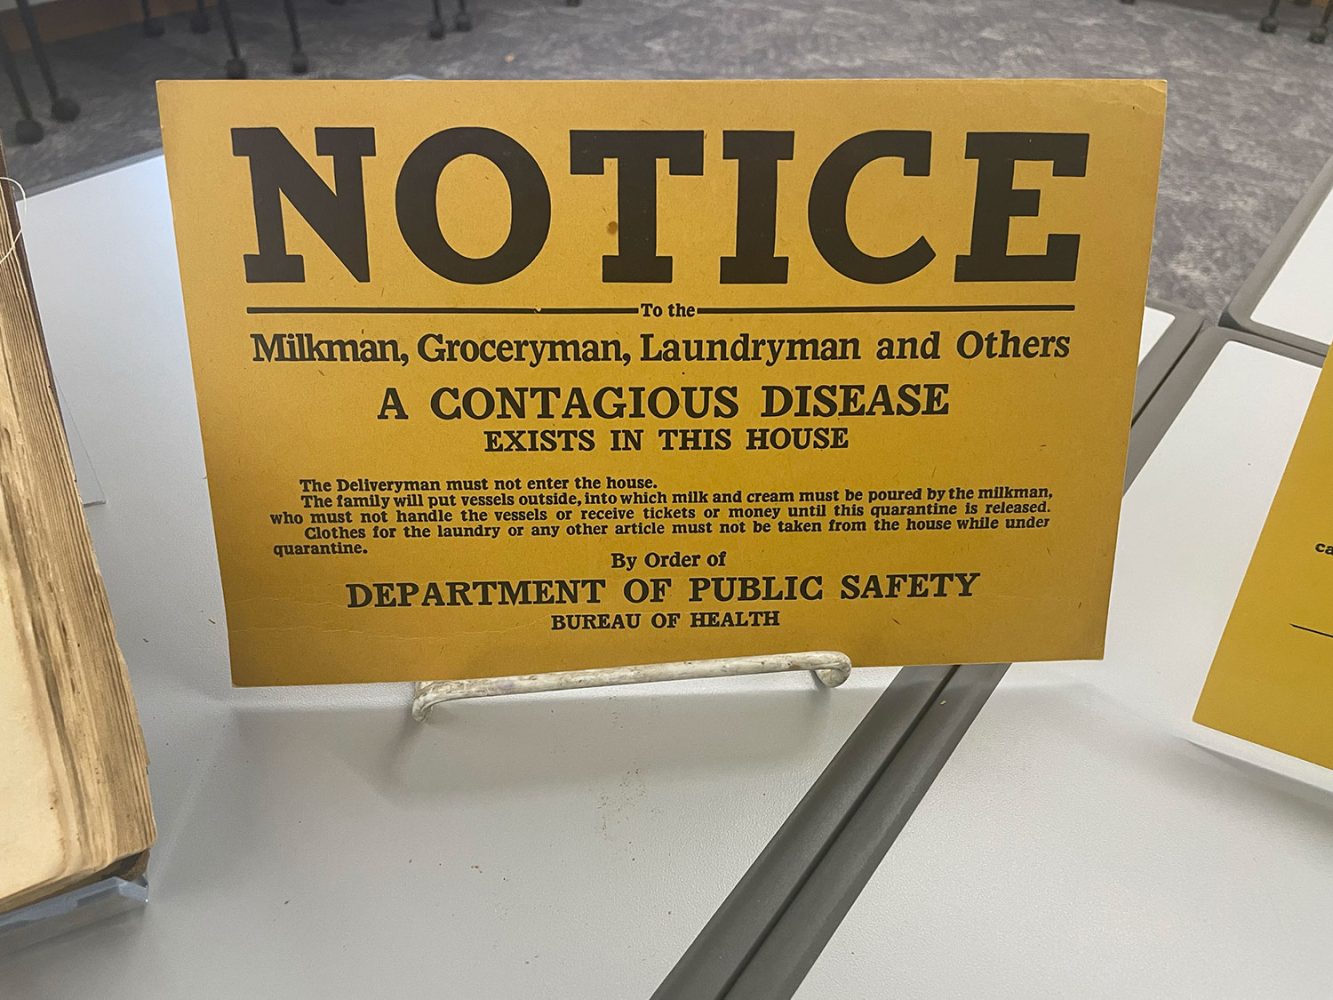 NOTICE
To the
Milkman, Groceryman, Laundryman and Others
A CONTAGIOUS DISEASE
EXISTS IN THIS HOUSE
The Deliveryman must not enter the house.
The family will put vessels outside, into which milk and cream must be poured by the milkman,
who must not handle the vessels or receive tickets or money until this quarantine is released.
Clothes for the laundry or any other article must not be taken from the house while under
quarantine.
By Order of
DEPARTMENT OF PUBLIC SAFETY
BUREAU OF HEALTH
ca